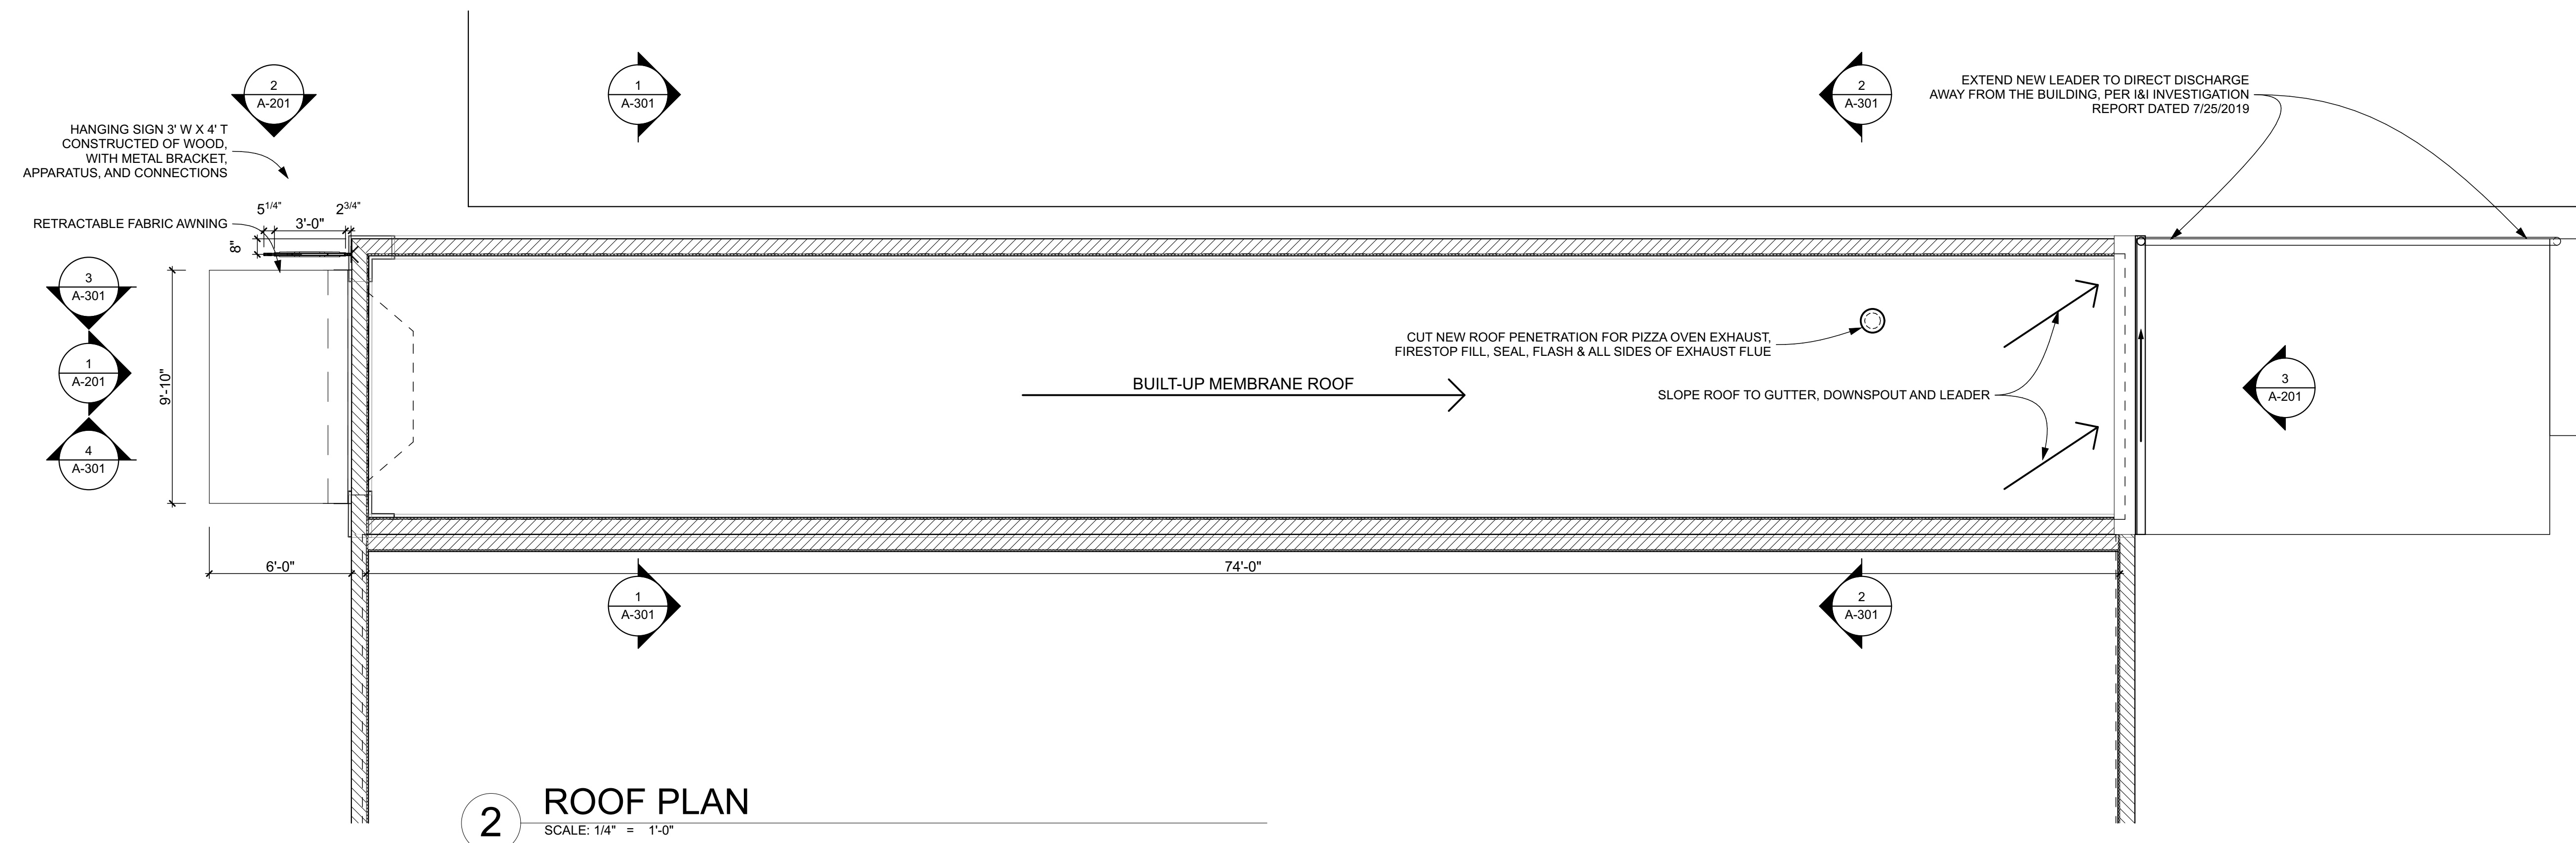 2
A-201
1
A-301
2
A-301
EXTEND NEW LEADER TO DIRECT DISCHARGE
AWAY FROM THE BUILDING, PER I&I INVESTIGATION
REPORT DATED 7/25/2019
HANGING SIGN 3' W X 4' T
CONSTRUCTED OF WOOD,
WITH METAL BRACKET,
APPARATUS, AND CONNECTIONS
5 1/4"
2 3/4"
RETRACTABLE FABRIC AWNING
3'-0"
8"
3
A-301
1
A-201
4
A-301
9'-10"
CUT NEW ROOF PENETRATION FOR PIZZA OVEN EXHAUST,
FIRESTOP FILL, SEAL, FLASH & ALL SIDES OF EXHAUST FLUE
BUILT-UP MEMBRANE ROOF
SLOPE ROOF TO GUTTER, DOWNSPOUT AND LEADER
3
A-201
6'-0"
74'-0"
1
A-301
2
A-301
2
ROOF PLAN
SCALE: 1/4" = 1'-0"